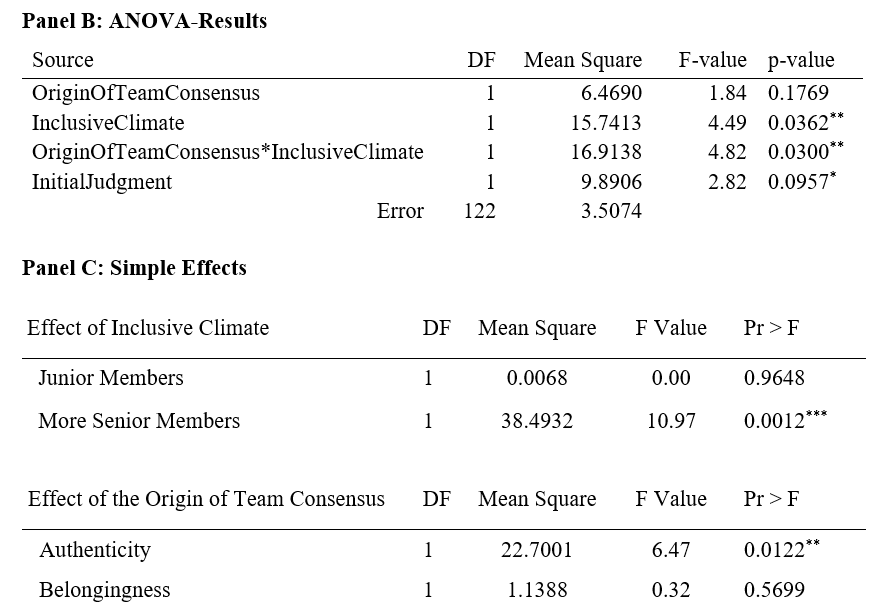 Panel B: ANOVA-Results
Source DF Mean Square F-value p-value
OriginOfTeamConsensus 1 6.4690 1.84 0.1769
InclusiveClimate 1 15.7413 4.49 0.0362**
OriginOfTeamConsensus*InclusiveClimate 1 16.9138 4.82 0.0300**
InitialJudgment 1 9.8906 2.82 0.0957*
Error 122 3.5074
Panel C: Simple Effects
Effect of Inclusive Climate DF Mean Square F Value Pr > F
Junior Members 1 0.0068 0.00 0.9648
More Senior Members 1 38.4932 10.97 0.0012***
Effect of the Origin of Team Consensus DF Mean Square F Value Pr > F
Authenticity 1 22.7001 6.47 0.0122**
Belongingness 1 1.1388 0.32 0.5699